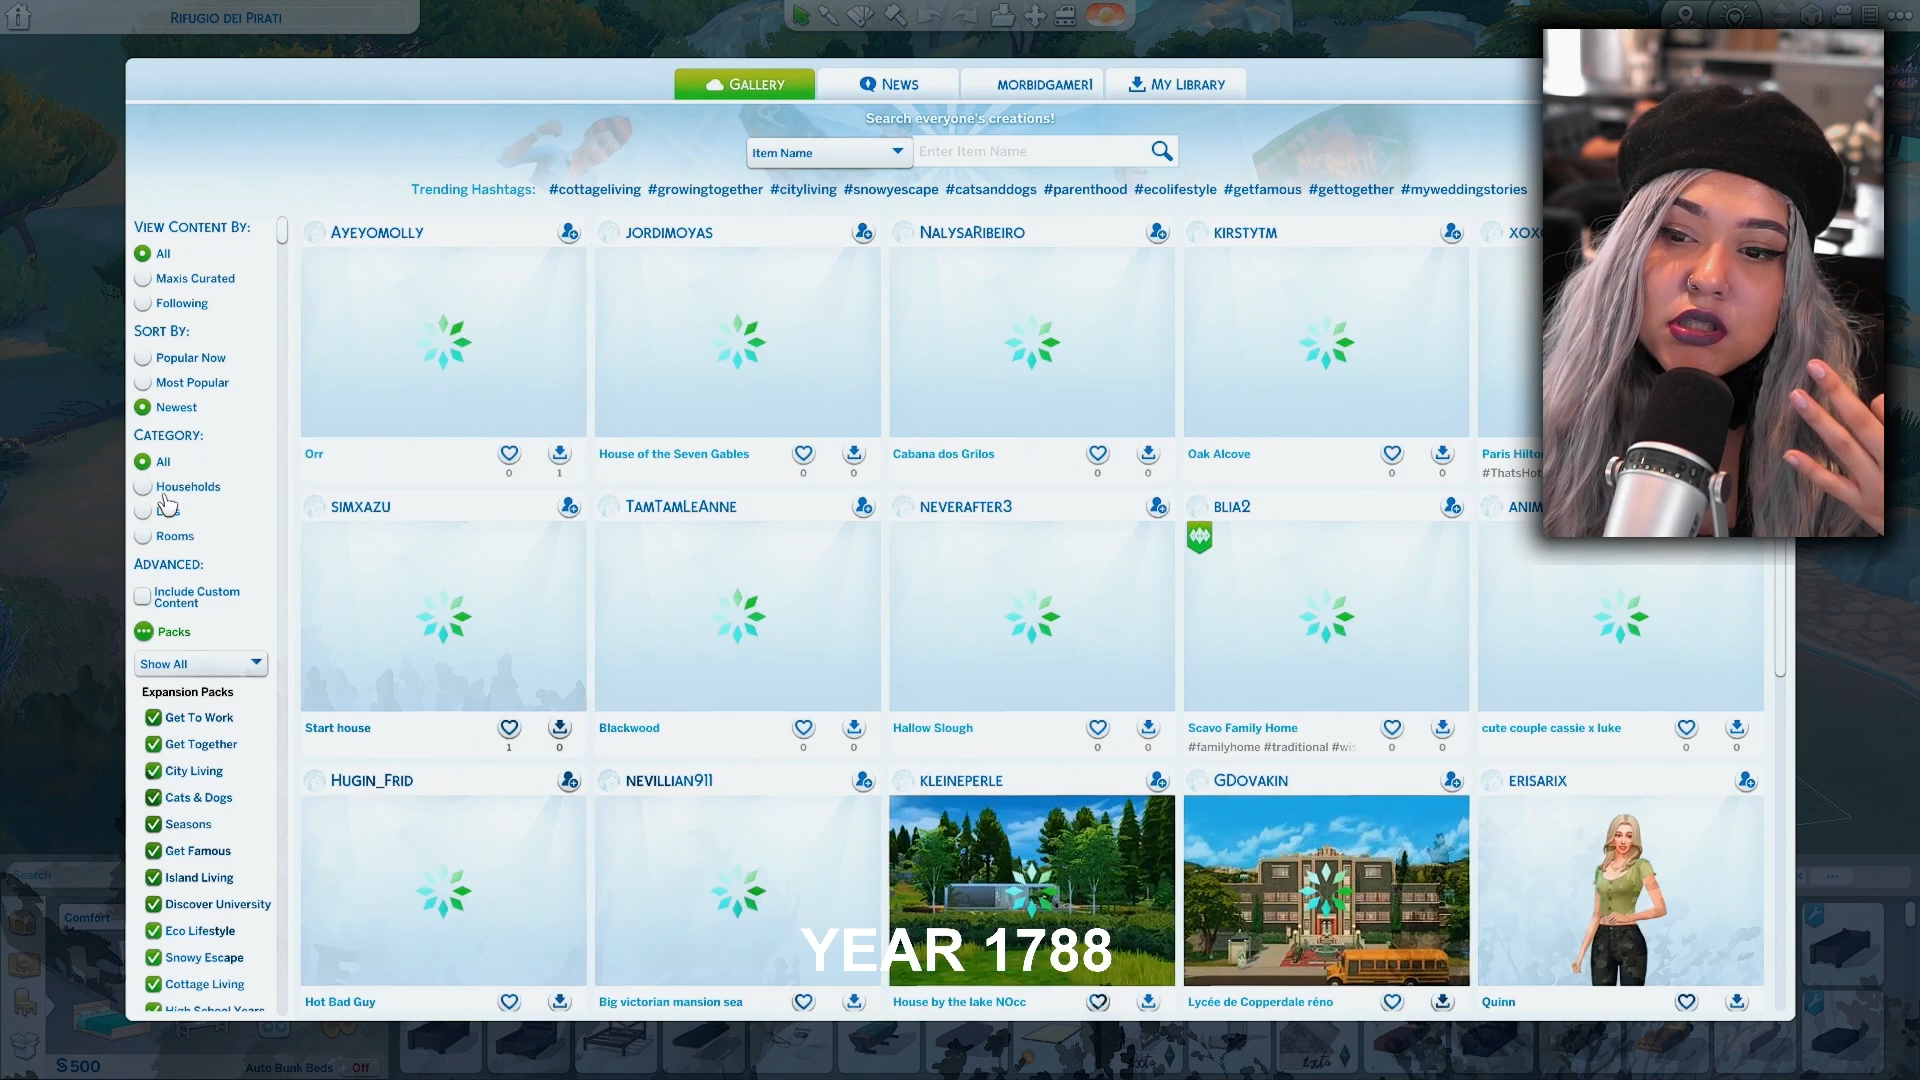 Rifugio dei Pirati
Gallery
News
morbidgamer1
My Library
Search everyone's creations!
Item Name
Enter Item Name
Trending Hashtags: #cottageliving #growingtogether #cityliving #snowyescape #catsanddogs #parenthood #ecolifestyle #getfamous #gettogether #myweddingstories
View Content By:
All
Maxis Curated
Following
Sort By:
Popular Now
Most Popular
Newest
Category:
All
Households
Rooms
Advanced:
Include Custom
Content
Packs
Show All
Expansion Packs
Get To Work
Get Together
City Living
Cats & Dogs
Seasons
Get Famous
Island Living
Discover University
Eco Lifestyle
Snowy Escape
Cottage Living
High School Years
Ayeyomolly
jordimoyas
NalysaRibeiro
kirstytm
Orr
0
1
House of the Seven Gables
0
0
Cabana dos Grilos
0
0
Oak Alcove
0
0
Paris
#ThatsHot
simxazu
TamTamLeAnne
neverafter3
blia2
Start house
1
0
Blackwood
0
0
Hallow Slough
0
0
Scavo Family Home
#familyhome #traditional
0
0
cute couple cassie x luke
0
0
Hugin_Frid
nevillian911
kleineperle
GDovakin
erisarix
Hot Bad Guy
Big victorian mansion sea
House by the lake NOcc
Lycée de Copperdale réno
Quinn
YEAR 1788
Search
Comfort
§500
Auto Bunk Beds
Off